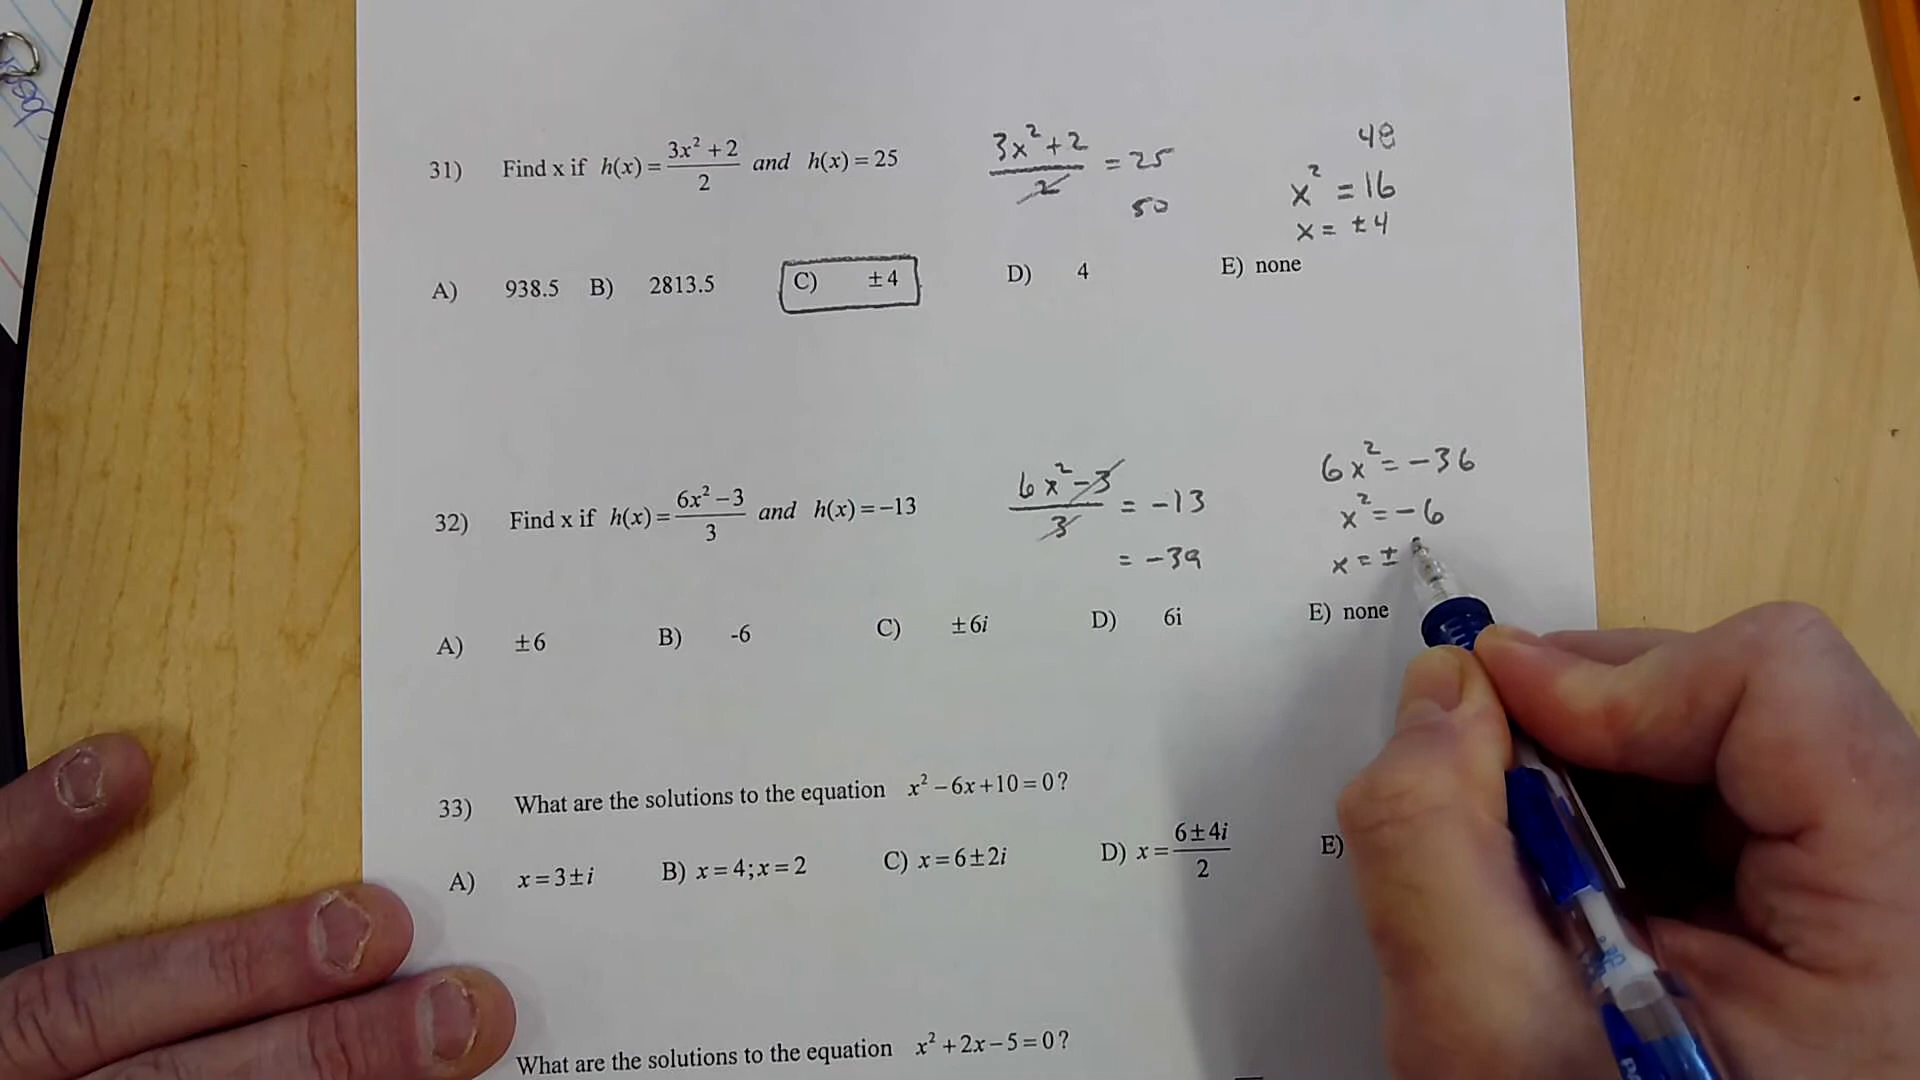 31) Find x if h(x) = (3x² + 2)/2 and h(x) = 25
(3x² + 2)/2 = 25
50
48
x² = 16
x = ±4
A) 938.5 B) 2813.5 C) ±4 D) 4 E) none
32) Find x if h(x) = (6x² − 3)/3 and h(x) = −13
(6x² − 3)/3 = −13
= −39
6x² = −36
x² = −6
x = ±
A) ±6 B) -6 C) ±6i D) 6i E) none
33) What are the solutions to the equation x² − 6x + 10 = 0?
A) x = 3 ± i B) x = 4; x = 2 C) x = 6 ± 2i D) x = (6 ± 4i)/2 E)
What are the solutions to the equation x² + 2x − 5 = 0?